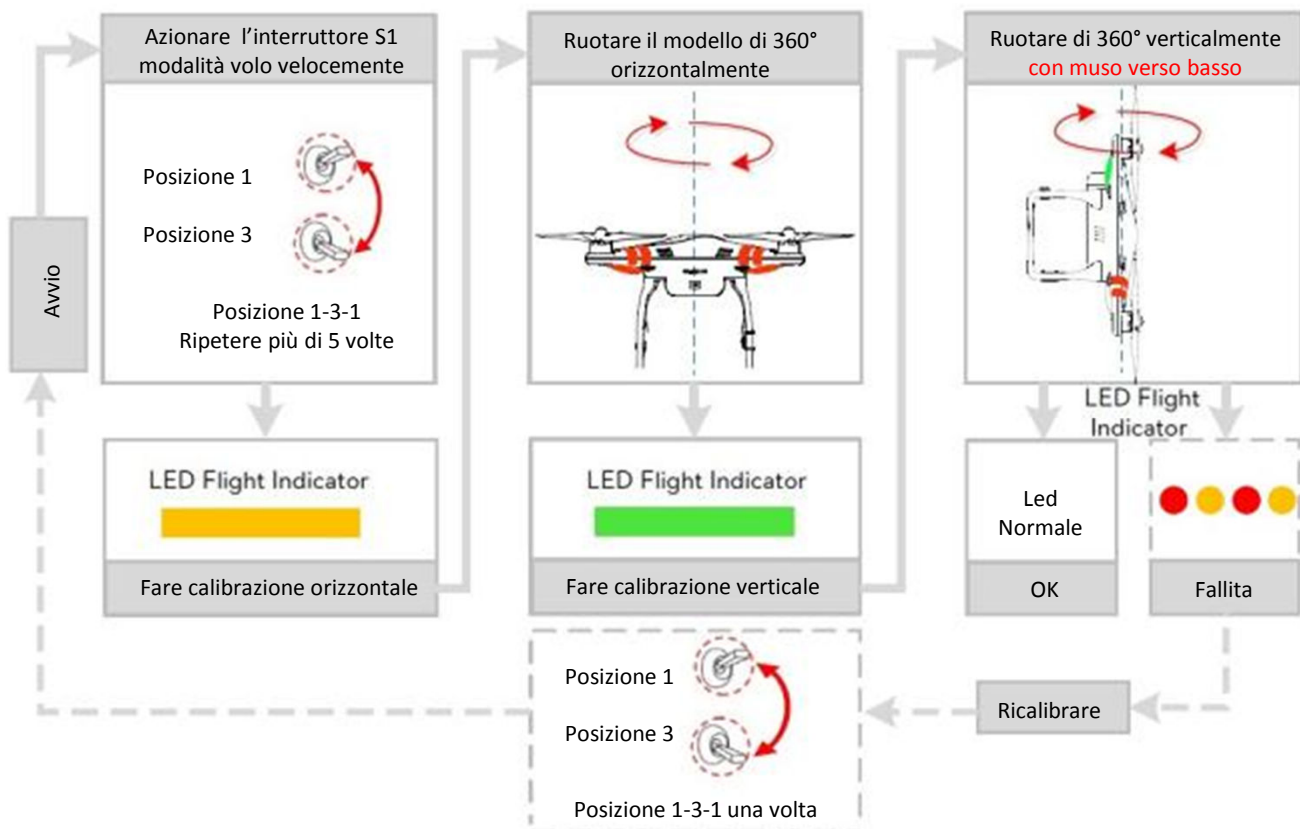 Avvio
Azionare l'interruttore S1
modalità volo velocemente
Posizione 1
Posizione 3
Posizione 1-3-1
Ripetere più di 5 volte
LED Flight Indicator
Fare calibrazione orizzontale
Ruotare il modello di 360°
orizzontalmente
LED Flight Indicator
Fare calibrazione verticale
Ruotare di 360° verticalmente
con muso verso basso
LED Flight
Indicator
Led
Normale
OK
Fallita
Ricalibrare
Posizione 1
Posizione 3
Posizione 1-3-1 una volta